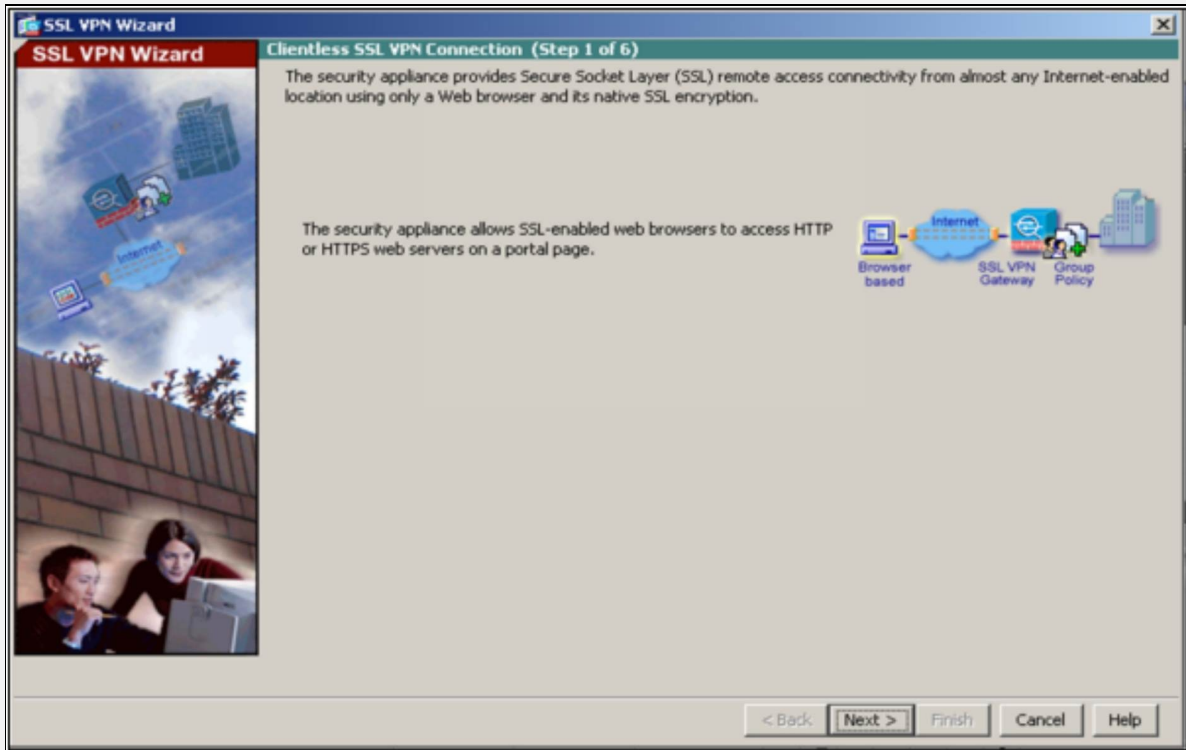 SSL VPN Wizard
SSL VPN Wizard
Clientless SSL VPN Connection (Step 1 of 6)
The security appliance provides Secure Socket Layer (SSL) remote access connectivity from almost any Internet-enabled
location using only a Web browser and its native SSL encryption.
The security appliance allows SSL-enabled web browsers to access HTTP
or HTTPS web servers on a portal page.
Internet
Browser
based
SSL VPN
Gateway
Group
Policy
Internet
< Back
Next >
Finish
Cancel
Help